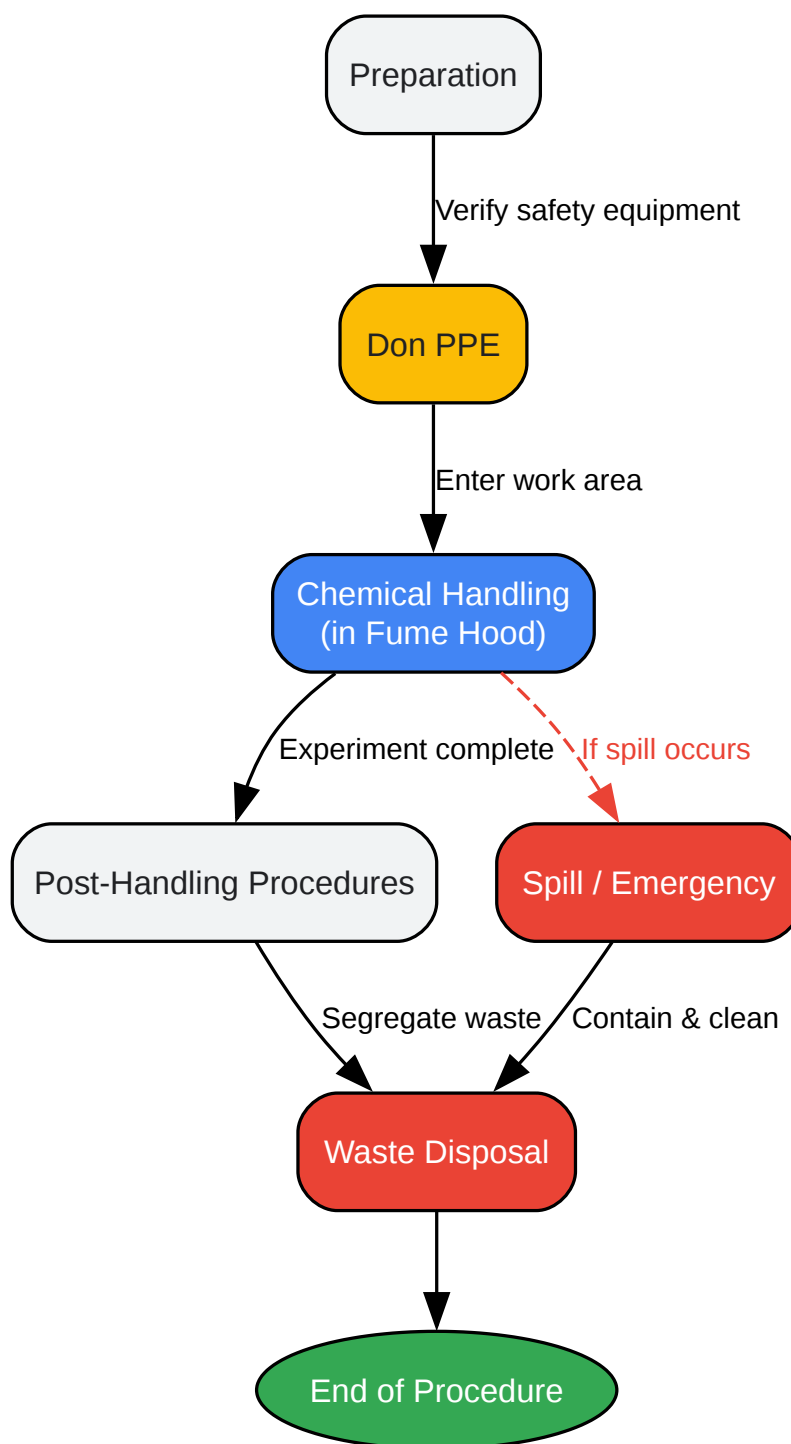 Preparation
Verify safety equipment
Don PPE
Enter work area
Chemical Handling
(in Fume Hood)
Experiment complete
If spill occurs
Post-Handling Procedures
Spill / Emergency
Segregate waste
Contain & clean
Waste Disposal
End of Procedure